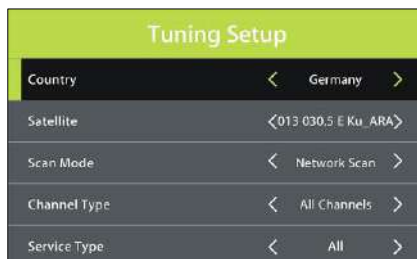 Tuning Setup
Country < Germany >
Satellite <013 030.5 E Ku_ARA>
Scan Mode < Network Scan >
Channel Type < All Channels >
Service Type < All >